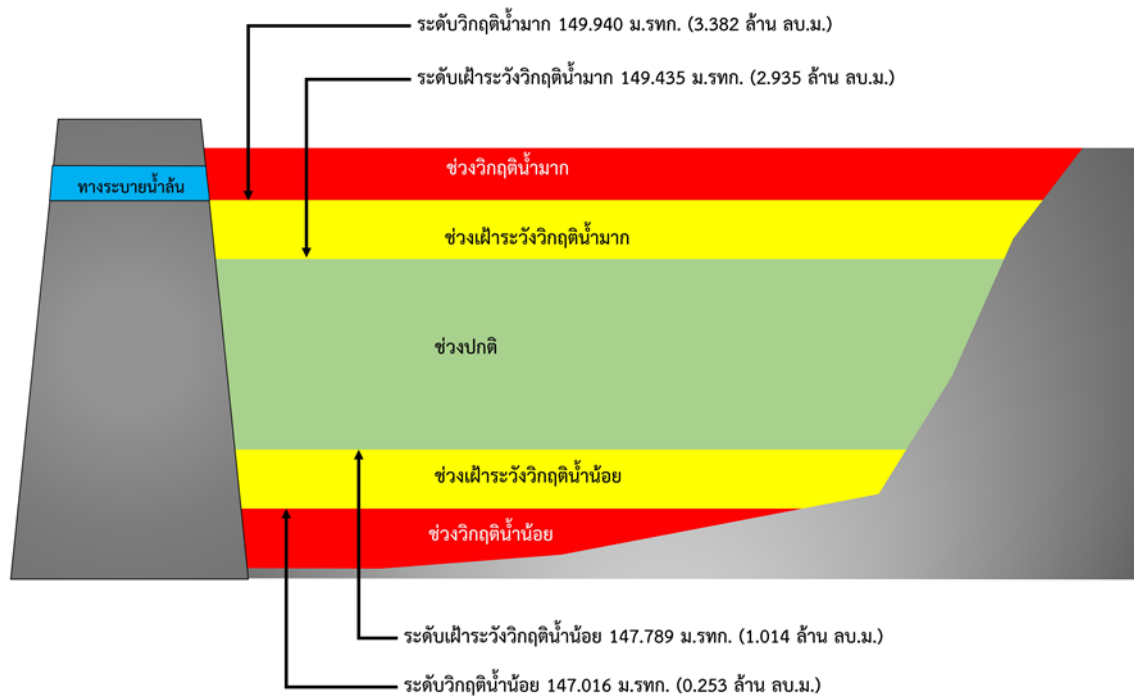 ระดับวิกฤติน้ำมาก 149.940 ม.รทก. (3.382 ล้าน ลบ.ม.)
ระดับเฝ้าระวังวิกฤติน้ำมาก 149.435 ม.รทก. (2.935 ล้าน ลบ.ม.)
ช่วงวิกฤติน้ำมาก
ทางระบายน้ำล้น
ช่วงเฝ้าระวังวิกฤติน้ำมาก
ช่วงปกติ
ช่วงเฝ้าระวังวิกฤติน้ำน้อย
ช่วงวิกฤติน้ำน้อย
ระดับเฝ้าระวังวิกฤติน้ำน้อย 147.789 ม.รทก. (1.014 ล้าน ลบ.ม.)
ระดับวิกฤติน้ำน้อย 147.016 ม.รทก. (0.253 ล้าน ลบ.ม.)